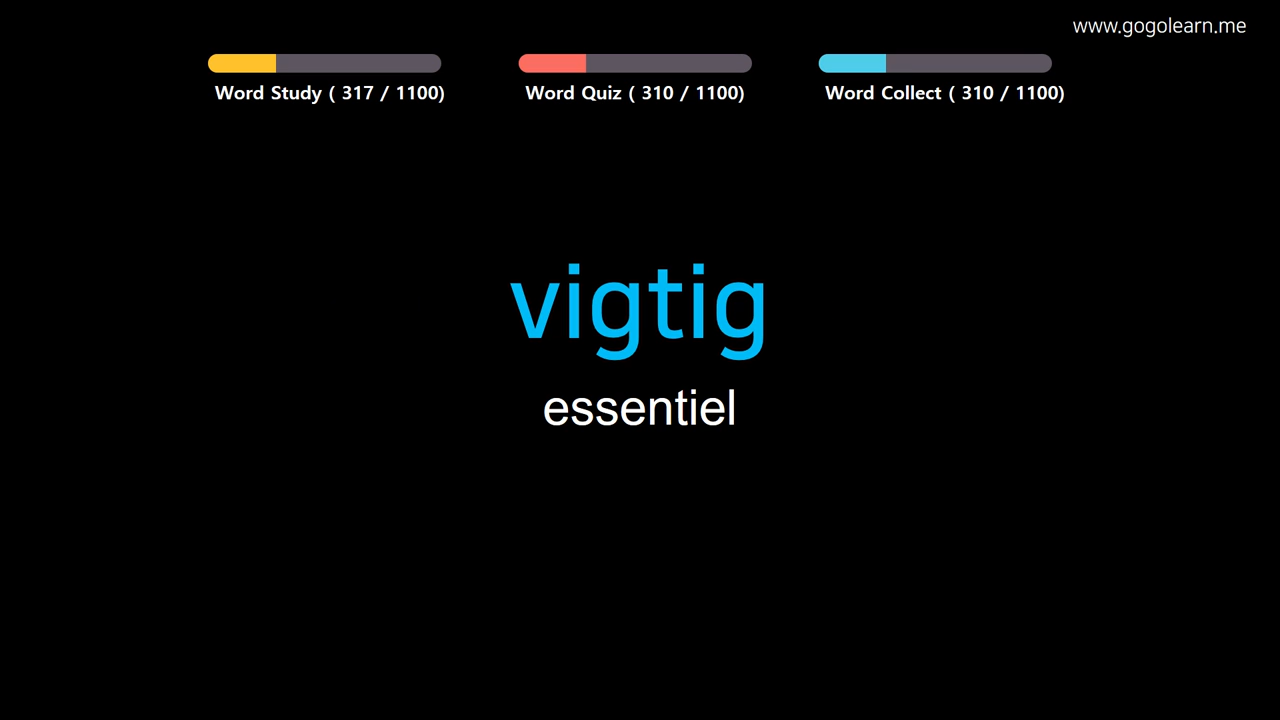 www.gogolearn.me
Word Study ( 317 / 1100)
Word Quiz ( 310 / 1100)
Word Collect ( 310 / 1100)
vigtig
essentiel